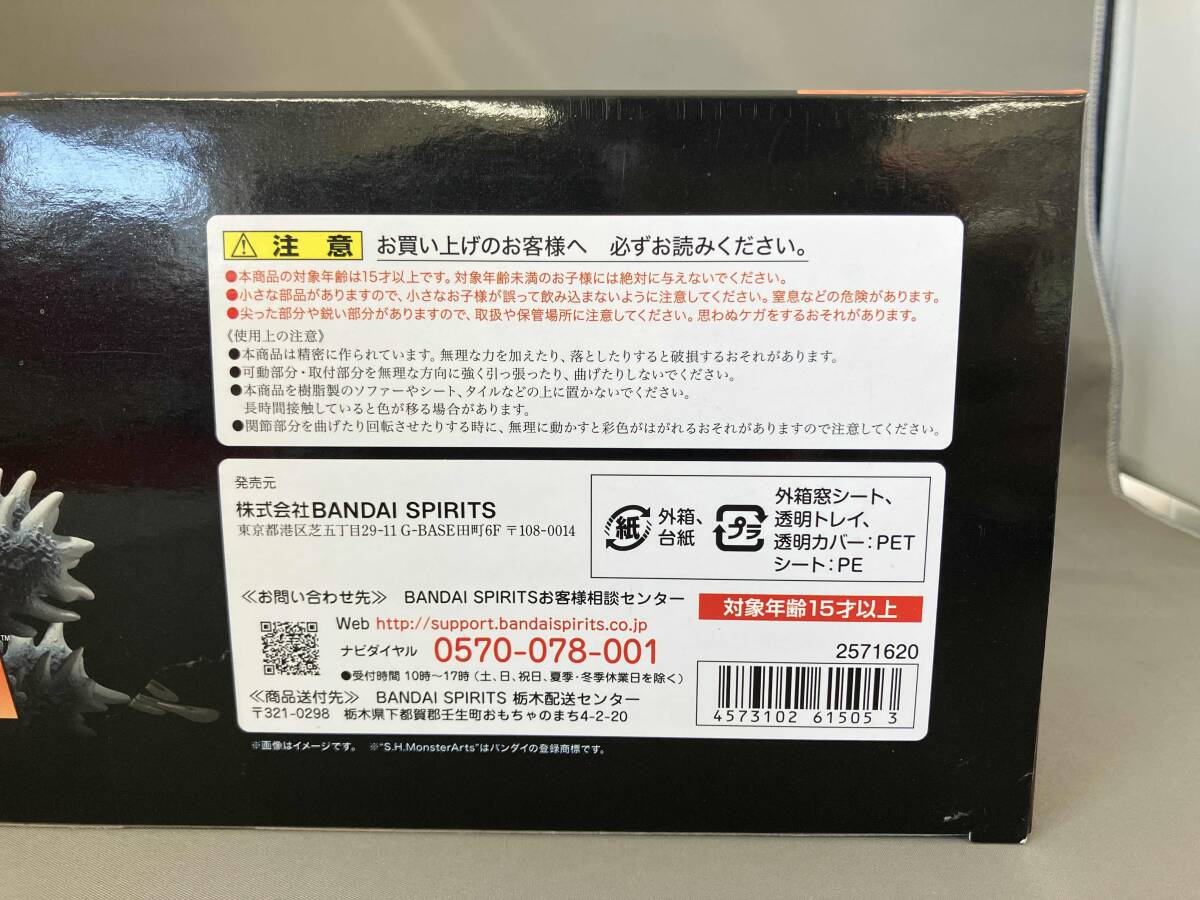 ⚠ 注 意 お買い上げのお客様へ 必ずお読みください。
●本商品の対象年齢は15才以上です。対象年齢未満のお子様には絶対に与えないでください。
●小さな部品がありますので、小さなお子様が誤って飲み込まないように注意してください。窒息などの危険があります。
●尖った部分や鋭い部分がありますので、取扱や保管場所に注意してください。思わぬケガをするおそれがあります。
《使用上の注意》
●本商品は精密に作られています。無理な力を加えたり、落としたりすると破損するおそれがあります。
●可動部分・取付部分を無理な方向に強く引っ張ったり、曲げたりしないでください。
●本商品を樹脂製のソファーやシート、タイルなどの上に置かないでください。
長時間接触していると色が移る場合があります。
●関節部分を曲げたり回転させたりする時に、無理に動かすと彩色がはがれるおそれがありますので注意してください。
発売元
株式会社BANDAI SPIRITS
東京都港区芝五丁目29-11 G-BASE田町6F 〒108-0014
紙 外箱、
台紙
プラ 外箱窓シート、
透明トレイ、
透明カバー:PET
シート:PE
≪お問い合わせ先≫ BANDAI SPIRITSお客様相談センター
Web http://support.bandaispirits.co.jp
ナビダイヤル 0570-078-001
●受付時間 10時〜17時(土、日、祝日、夏季・冬季休業日を除く)
≪商品送付先≫ BANDAI SPIRITS 栃木配送センター
〒321-0298 栃木県下都賀郡壬生町おもちゃのまち4-2-20
対象年齢15才以上
2571620
4573102 61505 3
※画像はイメージです。 ※"S.H.MonsterArts"はバンダイの登録商標です。
TM